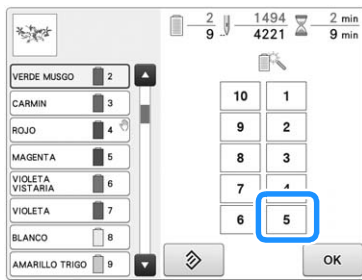 2
9
1494
4221
2 min
9 min
VERDE MUSGO 2
CARMIN 3
ROJO 4
MAGENTA 5
VIOLETA
VISTARIA 6
VIOLETA 7
BLANCO 8
AMARILLO TRIGO 9
10 1
9 2
8 3
7 4
6 5
OK